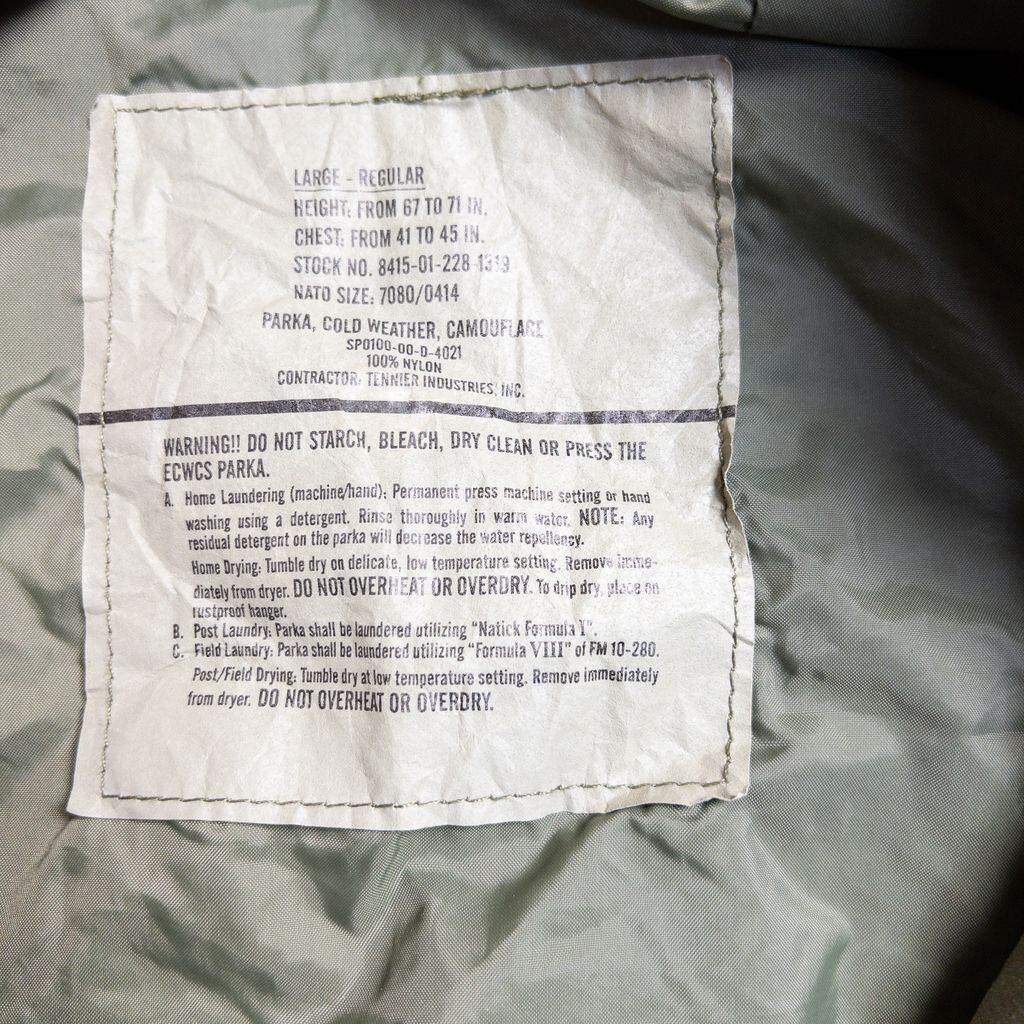 LARGE - REGULAR
HEIGHT: FROM 67 TO 71 IN.
CHEST: FROM 41 TO 45 IN.
STOCK NO. 8415-01-228-1319
NATO SIZE: 7080/0414
PARKA, COLD WEATHER, CAMOUFLAGE
SP0100-00-D-4021
100% NYLON
CONTRACTOR: TENNIER INDUSTRIES, INC.
WARNING!! DO NOT STARCH, BLEACH, DRY CLEAN OR PRESS THE
ECWCS PARKA.
A. Home Laundering (machine/hand): Permanent press machine setting or hand
washing using a detergent. Rinse thoroughly in warm water. NOTE: Any
residual detergent on the parka will decrease the water repellency.
Home Drying: Tumble dry on delicate, low temperature setting. Remove imme-
diately from dryer. DO NOT OVERHEAT OR OVERDRY. To drip dry, place on
rustproof hanger.
B. Post Laundry: Parka shall be laundered utilizing "Natick Formula I".
C. Field Laundry: Parka shall be laundered utilizing "Formula VIII" of FM 10-280.
Post/Field Drying: Tumble dry at low temperature setting. Remove immediately
from dryer. DO NOT OVERHEAT OR OVERDRY.